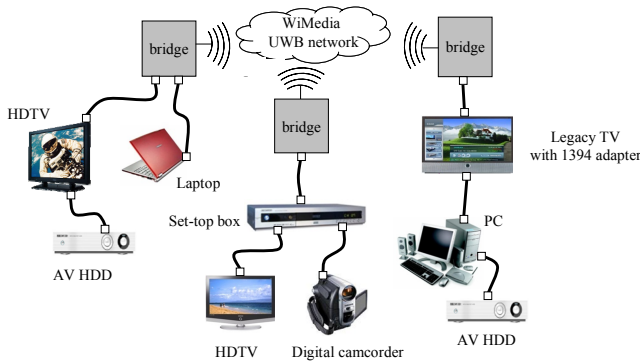 WiMedia
UWB network
bridge
bridge
HDTV
bridge
Legacy TV
with 1394 adapter
Laptop
Set-top box
PC
AV HDD
HDTV
Digital camcorder
AV HDD